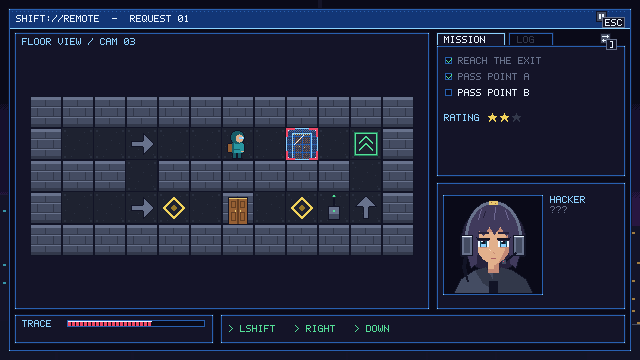 SHIFT://REMOTE - REQUEST 01
ESC
FLOOR VIEW / CAM 03
MISSION
LOG
REACH THE EXIT
PASS POINT A
PASS POINT B
RATING
HACKER
???
TRACE
> LSHIFT > RIGHT > DOWN